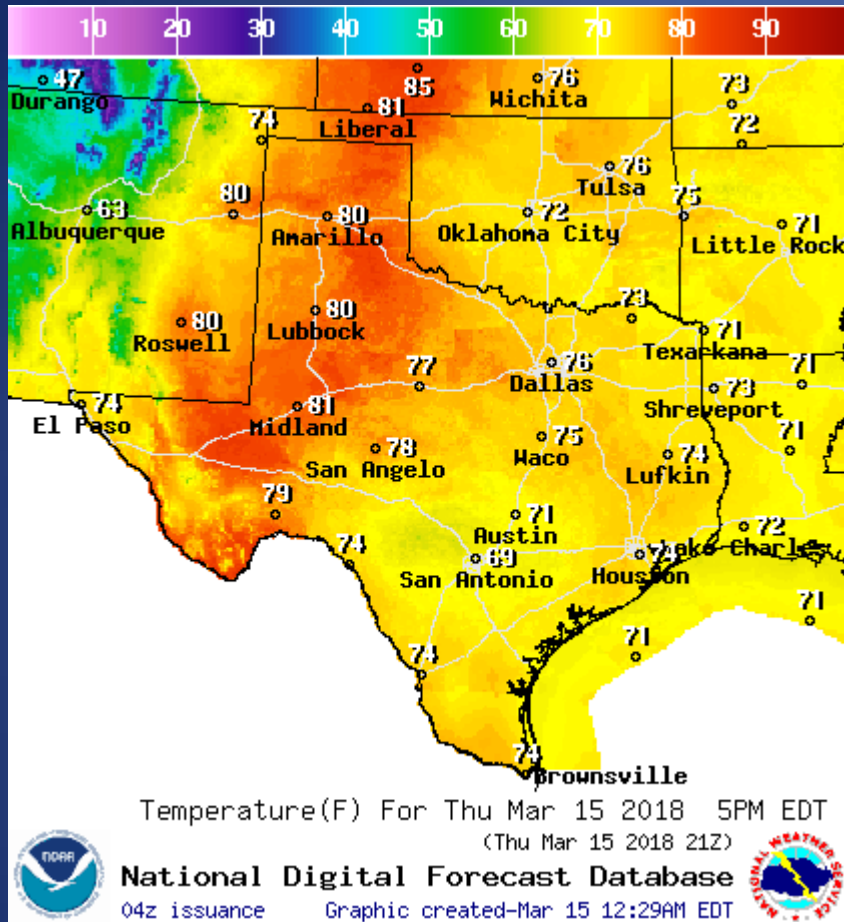 10 20 30 40 50 60 70 80 90
47
Durango
85
76
Wichita
73
81
Liberal
74
72
76
Tulsa
63
Albuquerque
80
80
Amarillo
72
Oklahoma City
75
71
Little Rock
80
Roswell
80
Lubbock
73
71
Texarkana
77
76
Dallas
73
Shreveport
71
74
El Paso
81
Midland
78
San Angelo
75
Waco
74
Lufkin
71
79
71
Austin
72
Lake Charles
74
69
San Antonio
74
Houston
71
71
74
74
Brownsville
Temperature(F) For Thu Mar 15 2018 5PM EDT
(Thu Mar 15 2018 21Z)
National Digital Forecast Database
04z issuance Graphic created-Mar 15 12:29AM EDT
NOAA
NATIONAL WEATHER SERVICE